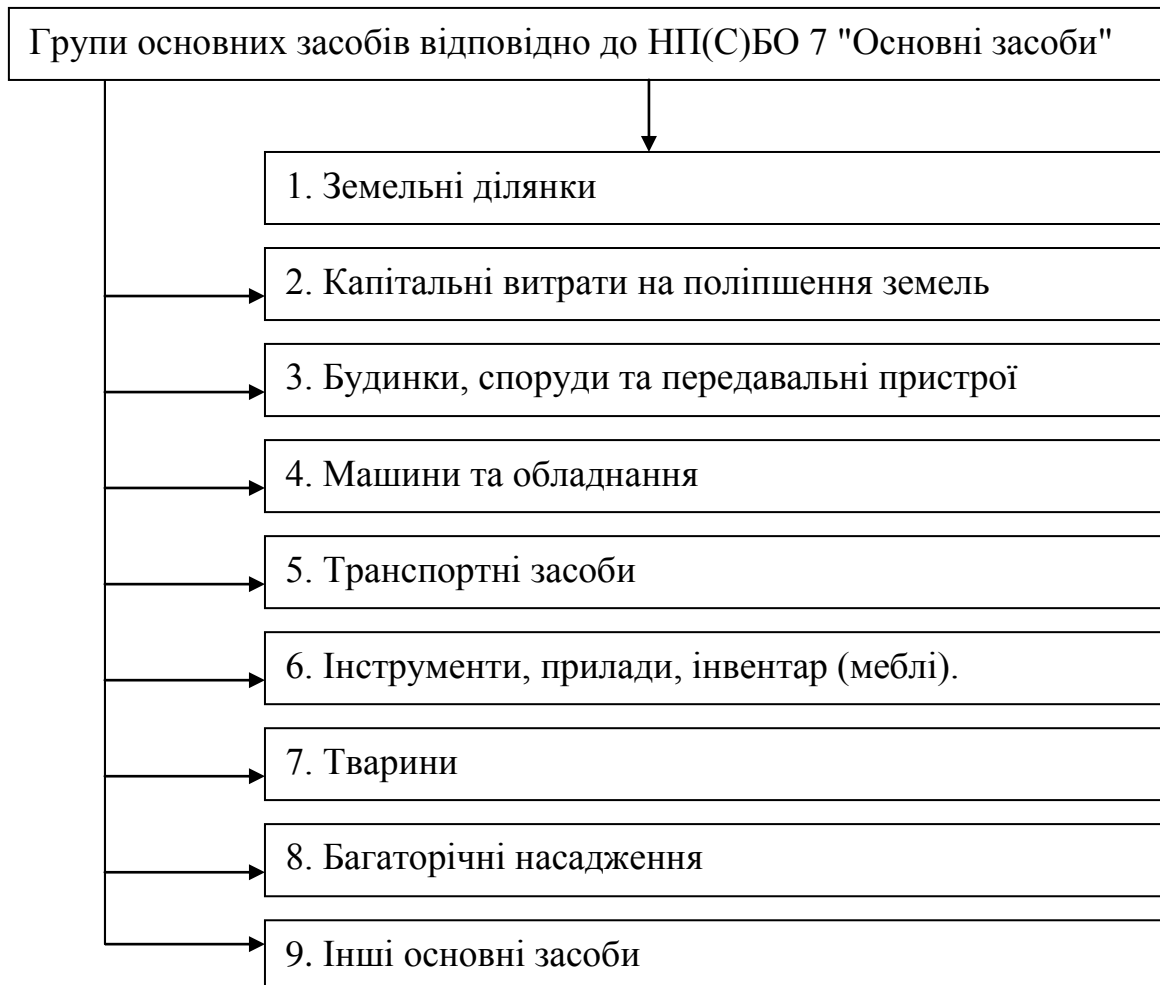 Групи основних засобів відповідно до НП(С)БО 7 "Основні засоби"
1. Земельні ділянки
2. Капітальні витрати на поліпшення земель
3. Будинки, споруди та передавальні пристрої
4. Машини та обладнання
5. Транспортні засоби
6. Інструменти, прилади, інвентар (меблі).
7. Тварини
8. Багаторічні насадження
9. Інші основні засоби